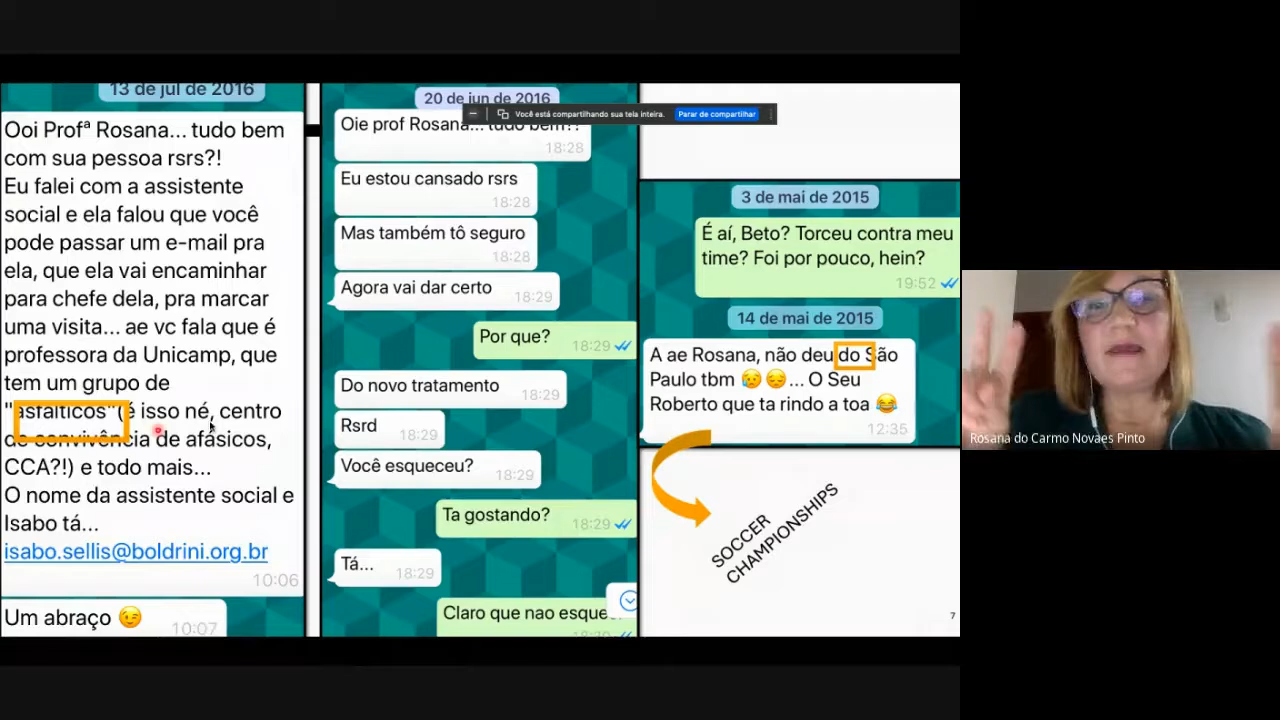 13 de jul de 2016
Ooi Profª Rosana... tudo bem
com sua pessoa rsrs?!
Eu falei com a assistente
social e ela falou que você
pode passar um e-mail pra
ela, que ela vai encaminhar
para chefe dela, pra marcar
uma visita... ae vc fala que é
professora da Unicamp, que
tem um grupo de
"asfálticos"(é isso né, centro
de convivência de afásicos,
CCA?!) e todo mais...
O nome da assistente social e
Isabo tá...
isabo.sellis@boldrini.org.br
10:06
Um abraço 😉
10:07
20 de jun de 2016
Você está compartilhando sua tela inteira. Parar de compartilhar
Oie prof Rosana... tudo bem?!
18:28
Eu estou cansado rsrs
18:28
Mas também tô seguro
18:28
Agora vai dar certo
18:29
Por que?
18:29
Do novo tratamento
18:29
Rsrd
18:29
Você esqueceu?
18:29
Ta gostando?
18:29
Tá...
18:29
Claro que nao esque
3 de mai de 2015
É aí, Beto? Torceu contra meu
time? Foi por pouco, hein?
19:52
14 de mai de 2015
A ae Rosana, não deu do São
Paulo tbm 😥😔... O Seu
Roberto que ta rindo a toa 😂
12:35
SOCCER
CHAMPIONSHIPS
7
Rosana do Carmo Novaes Pinto